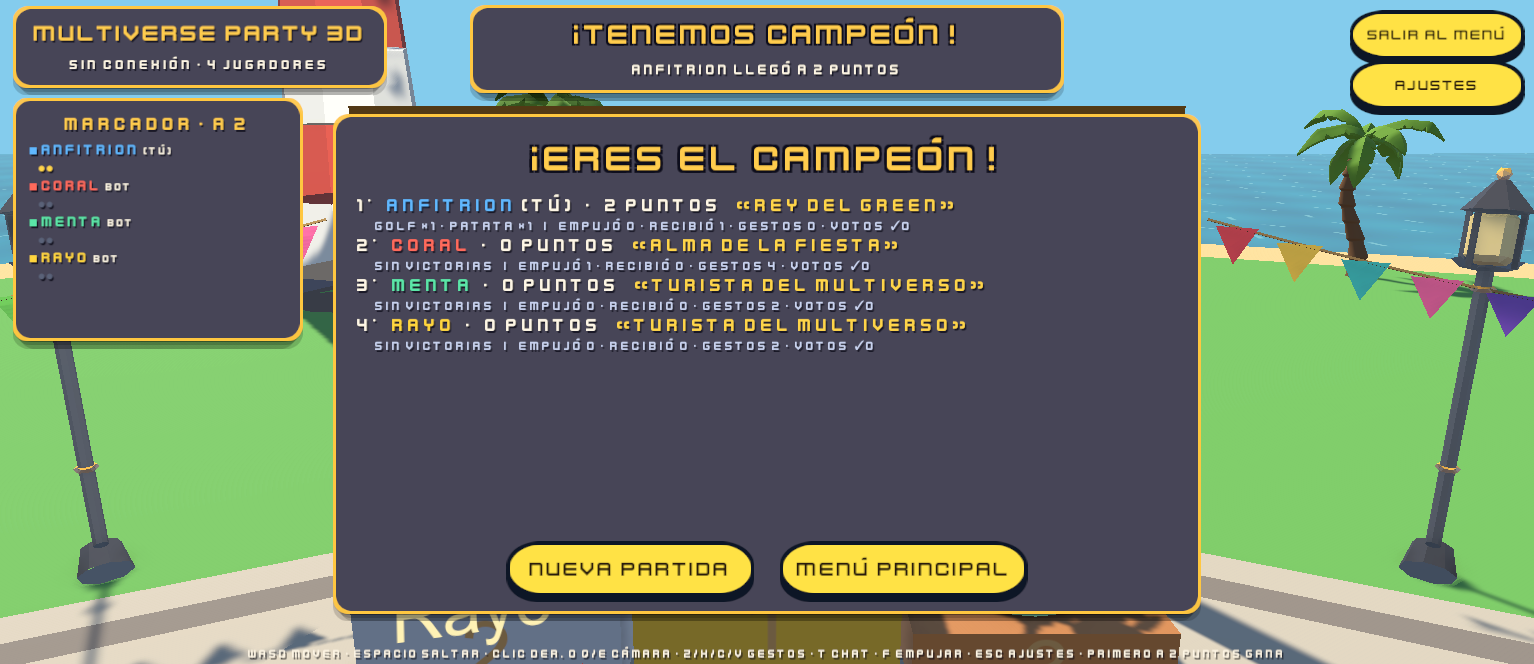 MULTIVERSE PARTY 3D
SIN CONEXIÓN · 4 JUGADORES
¡TENEMOS CAMPEÓN!
ANFITRION LLEGÓ A 2 PUNTOS
SALIR AL MENÚ
AJUSTES
MARCADOR · A 2
ANFITRION (TÚ)
CORAL BOT
MENTA BOT
RAYO BOT
¡ERES EL CAMPEÓN!
1° ANFITRION (TÚ) · 2 PUNTOS «REY DEL GREEN»
GOLF ×1 · PATATA ×1 | EMPUJÓ 0 · RECIBIÓ 1 · GESTOS 0 · VOTOS ✓0
2° CORAL · 0 PUNTOS «ALMA DE LA FIESTA»
SIN VICTORIAS | EMPUJÓ 1 · RECIBIÓ 0 · GESTOS 4 · VOTOS ✓0
3° MENTA · 0 PUNTOS «TURISTA DEL MULTIVERSO»
SIN VICTORIAS | EMPUJÓ 0 · RECIBIÓ 0 · GESTOS 2 · VOTOS ✓0
4° RAYO · 0 PUNTOS «TURISTA DEL MULTIVERSO»
SIN VICTORIAS | EMPUJÓ 0 · RECIBIÓ 0 · GESTOS 2 · VOTOS ✓0
NUEVA PARTIDA
MENÚ PRINCIPAL
Rayo
WASD MOVER · ESPACIO SALTAR · CLIC DER. O Q/E CÁMARA · Z/X/C/V GESTOS · T CHAT · F EMPUJAR · ESC AJUSTES · PRIMERO A 2 PUNTOS GANA